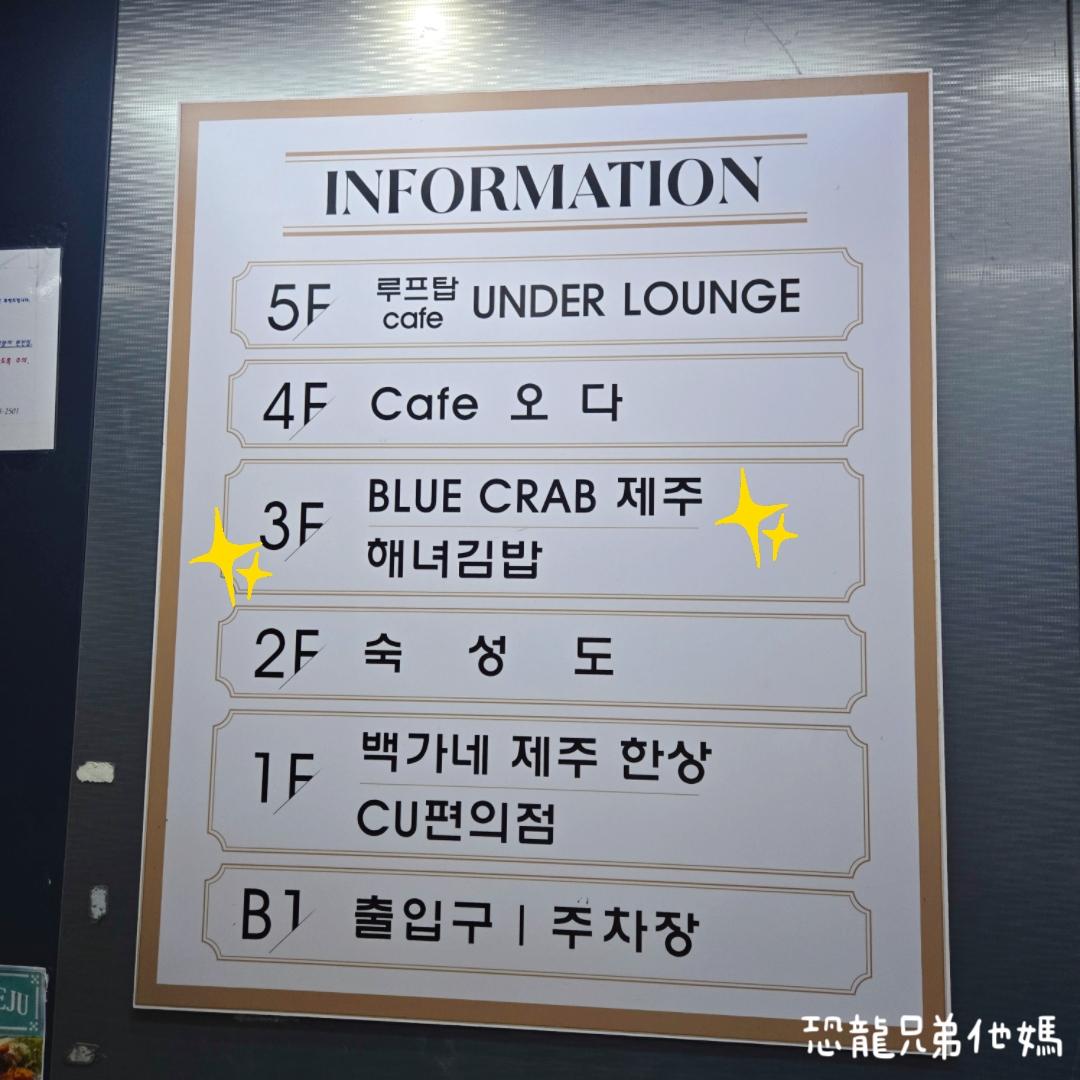 INFORMATION
5F 루프탑 cafe UNDER LOUNGE
4F Cafe 오 다
3F BLUE CRAB 제주
해녀김밥
2F 숙 성 도
1F 백가네 제주 한상
CU편의점
B1 출입구 | 주차장
EJU
恐龍兄弟他媽